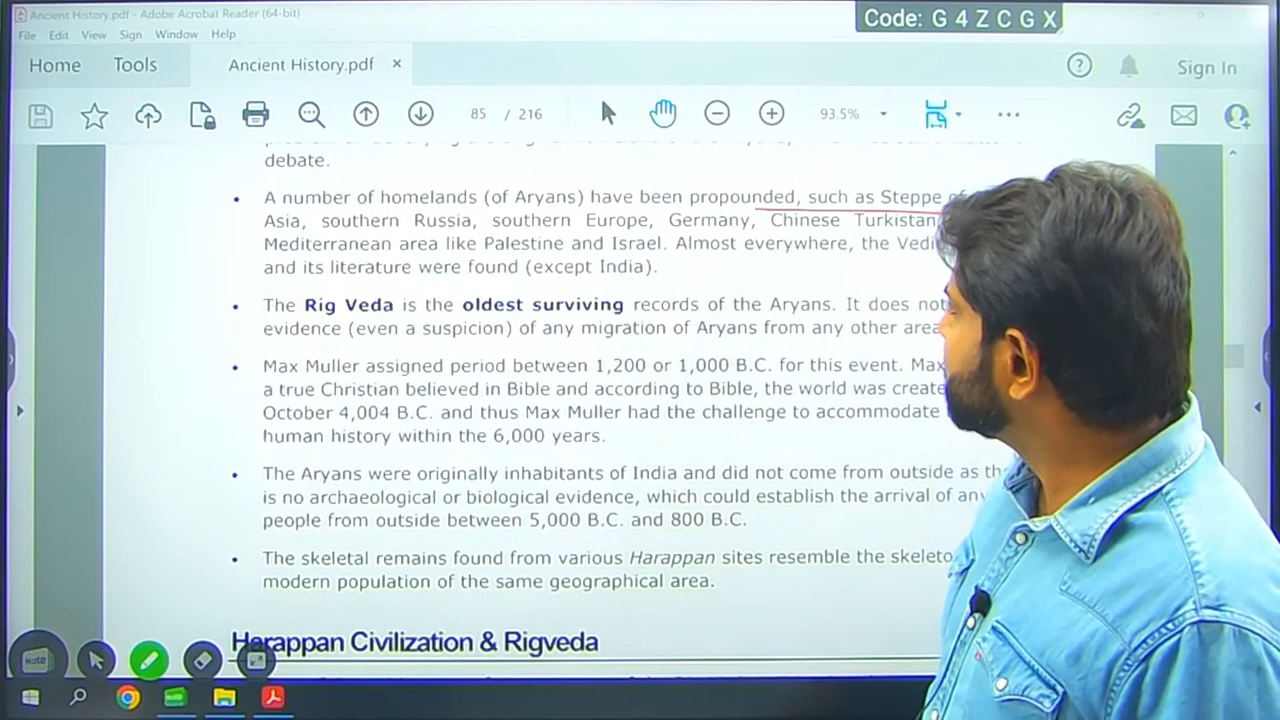 Ancient History.pdf - Adobe Acrobat Reader (64-bit)
Code: G 4 Z C G X
File Edit View Sign Window Help
Home Tools Ancient History.pdf ×
Sign In
85 / 216
93.5%
debate.
• A number of homelands (of Aryans) have been propounded, such as Steppe
Asia, southern Russia, southern Europe, Germany, Chinese Turkistan
Mediterranean area like Palestine and Israel. Almost everywhere, the
and its literature were found (except India).
• The Rig Veda is the oldest surviving records of the Aryans. It does not
evidence (even a suspicion) of any migration of Aryans from any other area
• Max Muller assigned period between 1,200 or 1,000 B.C. for this event. Max
a true Christian believed in Bible and according to Bible, the world was
October 4,004 B.C. and thus Max Muller had the challenge to accommodate
human history within the 6,000 years.
• The Aryans were originally inhabitants of India and did not come from outside as
is no archaeological or biological evidence, which could establish the arrival of
people from outside between 5,000 B.C. and 800 B.C.
• The skeletal remains found from various Harappan sites resemble the
modern population of the same geographical area.
Harappan Civilization & Rigveda